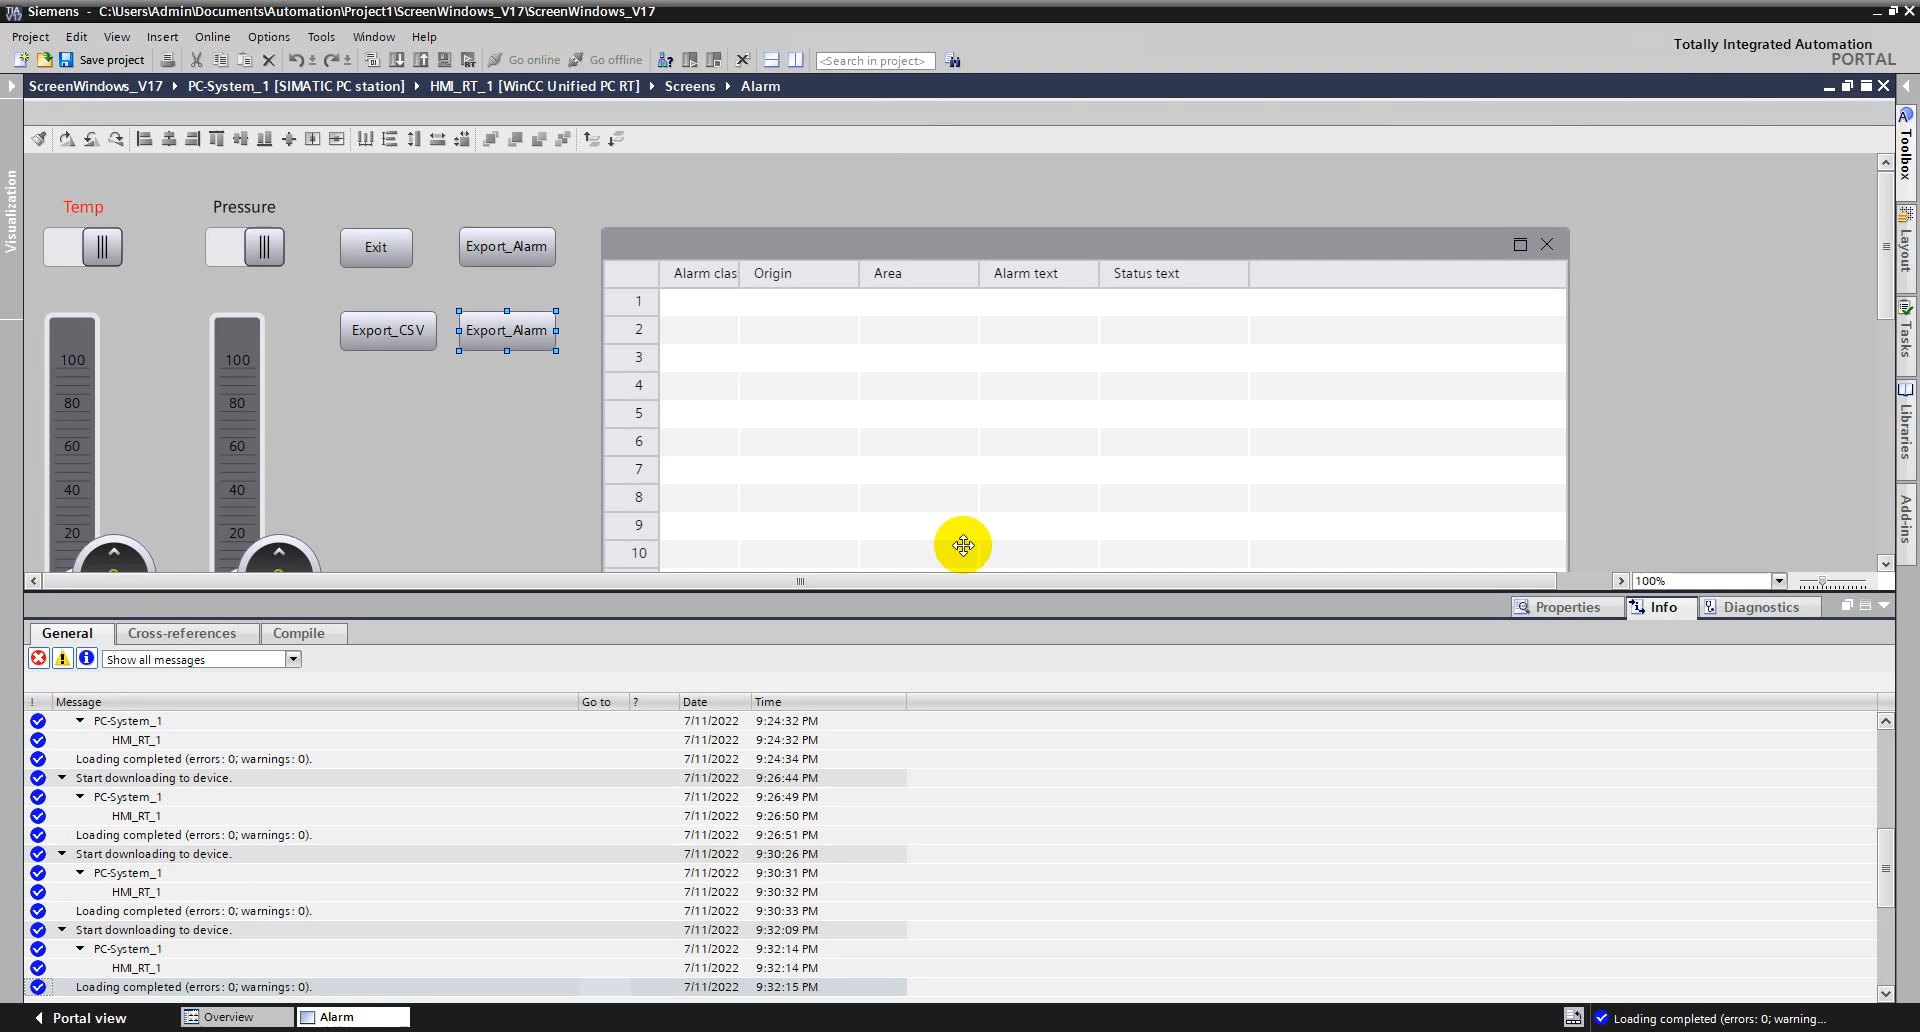 Siemens - C:\Users\Admin\Documents\Automation\Project1\ScreenWindows_V17\ScreenWindows_V17
Project Edit View Insert Online Options Tools Window Help
Totally Integrated Automation
PORTAL
Save project Go online Go offline <Search in project>
ScreenWindows_V17 PC-System_1 [SIMATIC PC station] HMI_RT_1 [WinCC Unified PC RT] Screens Alarm
Visualization
Toolbox
Layout
Tasks
Libraries
Add-ins
Temp Pressure
Exit Export_Alarm
Export_CSV Export_Alarm
100 100
80 80
60 60
40 40
20 20
Alarm clas Origin Area Alarm text Status text
1
2
3
4
5
6
7
8
9
10
100%
Properties Info Diagnostics
General Cross-references Compile
Show all messages
! Message Go to ? Date Time
PC-System_1 7/11/2022 9:24:32 PM
HMI_RT_1 7/11/2022 9:24:32 PM
Loading completed (errors: 0; warnings: 0). 7/11/2022 9:24:34 PM
Start downloading to device. 7/11/2022 9:26:44 PM
PC-System_1 7/11/2022 9:26:49 PM
HMI_RT_1 7/11/2022 9:26:50 PM
Loading completed (errors: 0; warnings: 0). 7/11/2022 9:26:51 PM
Start downloading to device. 7/11/2022 9:30:26 PM
PC-System_1 7/11/2022 9:30:31 PM
HMI_RT_1 7/11/2022 9:30:32 PM
Loading completed (errors: 0; warnings: 0). 7/11/2022 9:30:33 PM
Start downloading to device. 7/11/2022 9:32:09 PM
PC-System_1 7/11/2022 9:32:14 PM
HMI_RT_1 7/11/2022 9:32:14 PM
Loading completed (errors: 0; warnings: 0). 7/11/2022 9:32:15 PM
Portal view Overview Alarm Loading completed (errors: 0; warning...